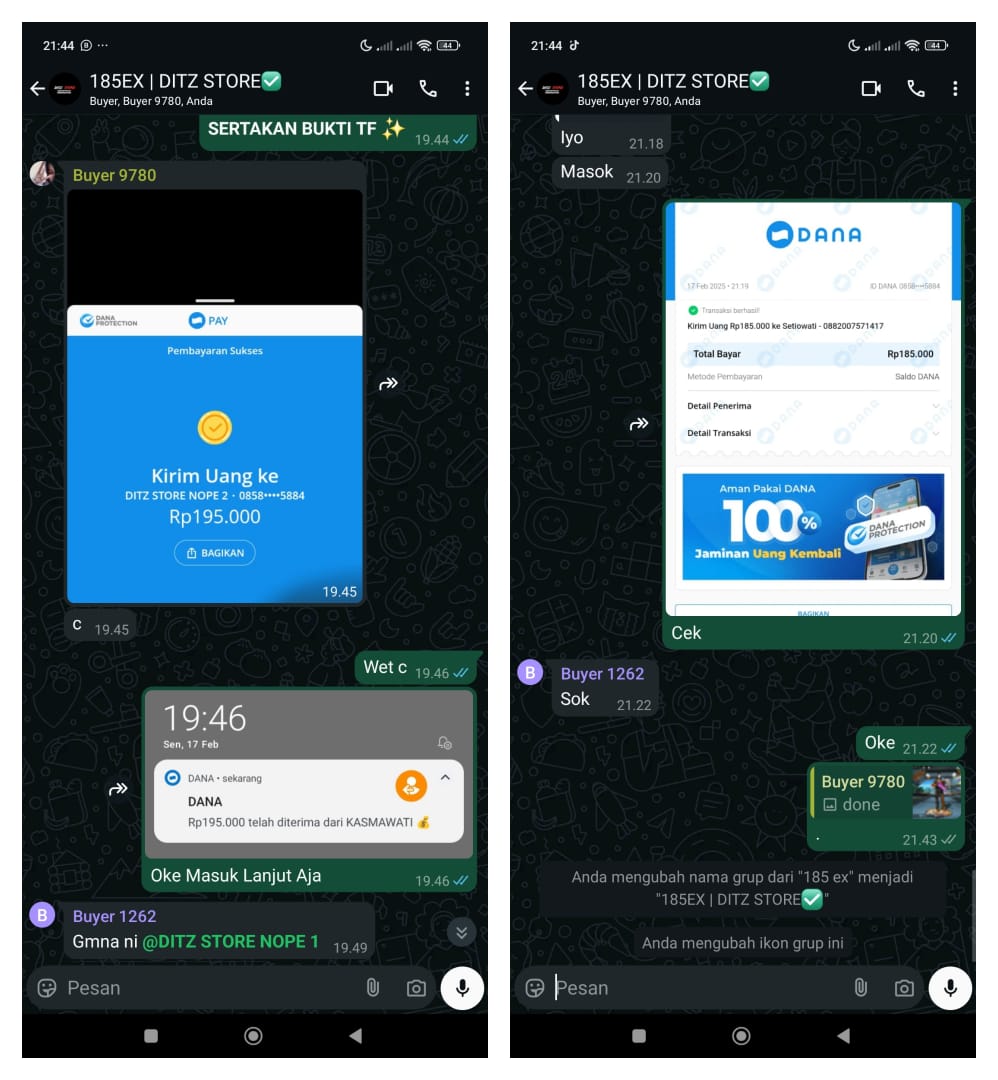 21:44
44
185EX | DITZ STORE✅
Buyer, Buyer 9780, Anda
SERTAKAN BUKTI TF ✨
19.44
Buyer 9780
DANA PROTECTION
PAY
Pembayaran Sukses
Kirim Uang ke
DITZ STORE NOPE 2 · 0858••••5884
Rp195.000
BAGIKAN
19.45
c 19.45
Wet c 19.46
19:46
Sen, 17 Feb
DANA • sekarang
DANA
Rp195.000 telah diterima dari KASMAWATI 💰
Oke Masuk Lanjut Aja 19.46
B
Buyer 1262
Gmna ni @DITZ STORE NOPE 1 19.49
Pesan
21:44
44
185EX | DITZ STORE✅
Buyer, Buyer 9780, Anda
Iyo 21.18
Masok 21.20
DANA
17 Feb 2025 • 21:19
ID DANA 0858••••5884
Transaksi berhasil!
Kirim Uang Rp185.000 ke Setiowati - 0882007571417
Total Bayar Rp185.000
Metode Pembayaran Saldo DANA
Detail Penerima
Detail Transaksi
Aman Pakai DANA
100%
Jaminan Uang Kembali
DANA PROTECTION
BAGIKAN
Cek 21.20
B
Buyer 1262
Sok 21.22
Oke 21.22
Buyer 9780
done
. 21.43
Anda mengubah nama grup dari "185 ex" menjadi
"185EX | DITZ STORE✅"
Anda mengubah ikon grup ini
Pesan